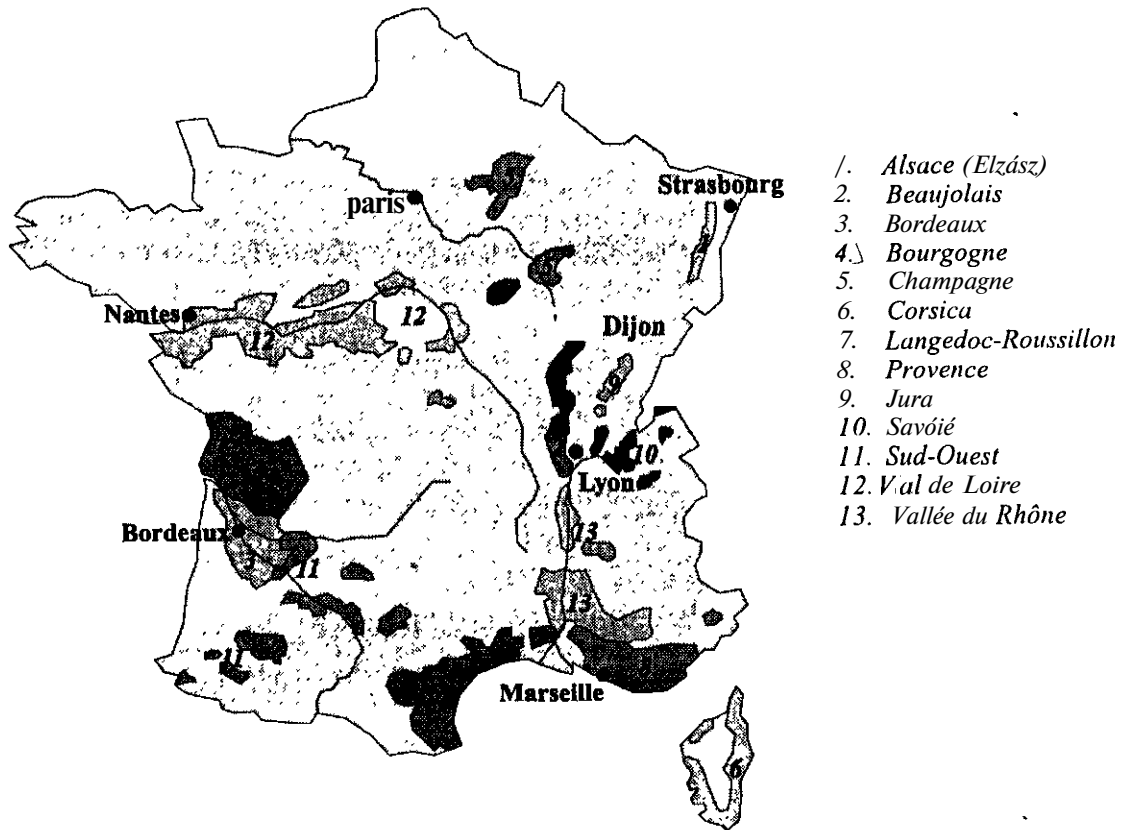 Strasbourg
paris
Nantes
12
12
Dijon
9
10
Lyon
Bordeaux
3
11
13
13
11
Marseille
6
/. Alsace (Elzász)
2. Beaujolais
3. Bordeaux
4. Bourgogne
5. Champagne
6. Corsica
7. Langedoc-Roussillon
8. Provence
9. Jura
10. Savóié
11. Sud-Ouest
12. Val de Loire
13. Vallée du Rhône